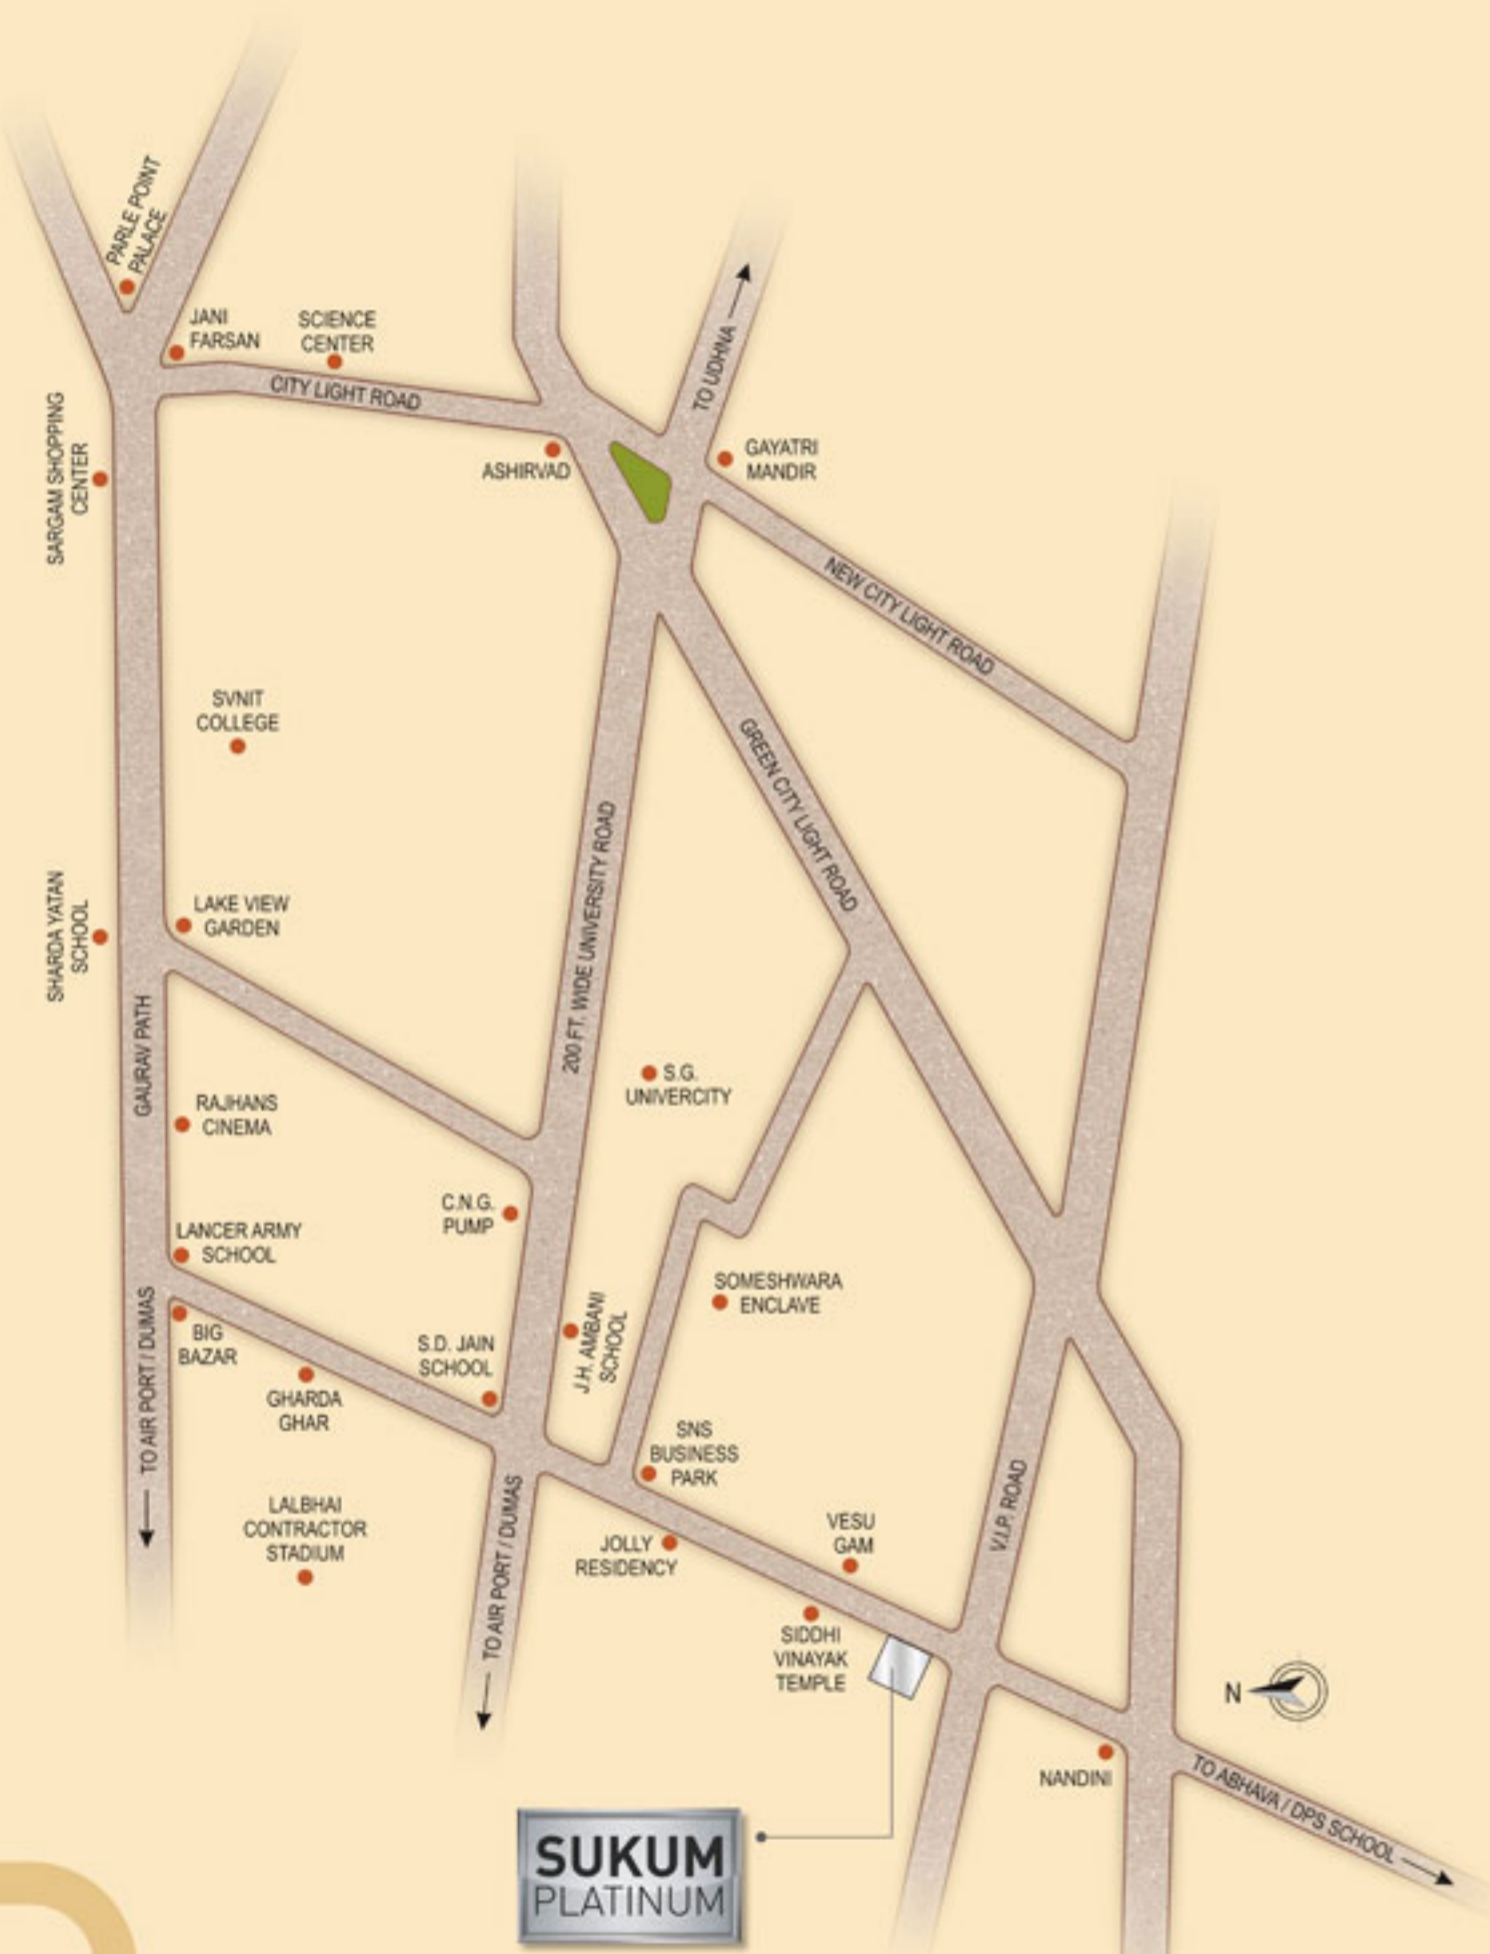 PARLE POINT
PALACE
JANI
FARSAN
SCIENCE
CENTER
CITY LIGHT ROAD
TO UDHNA
SARGAM SHOPPING
CENTER
ASHIRVAD
GAYATRI
MANDIR
NEW CITY LIGHT ROAD
SVNIT
COLLEGE
GREEN CITY LIGHT ROAD
200 FT. WIDE UNIVERSITY ROAD
SHARDA YATAN
SCHOOL
LAKE VIEW
GARDEN
GAURAV PATH
S.G.
UNIVERCITY
RAJHANS
CINEMA
C.N.G.
PUMP
LANCER ARMY
SCHOOL
SOMESHWARA
ENCLAVE
TO AIR PORT / DUMAS
BIG
BAZAR
S.D. JAIN
SCHOOL
J.H. AMBANI
SCHOOL
GHARDA
GHAR
SNS
BUSINESS
PARK
V.I.P. ROAD
LALBHAI
CONTRACTOR
STADIUM
TO AIR PORT / DUMAS
JOLLY
RESIDENCY
VESU
GAM
SIDDHI
VINAYAK
TEMPLE
N
NANDINI
TO ABHAVA / DPS SCHOOL
SUKUM
PLATINUM